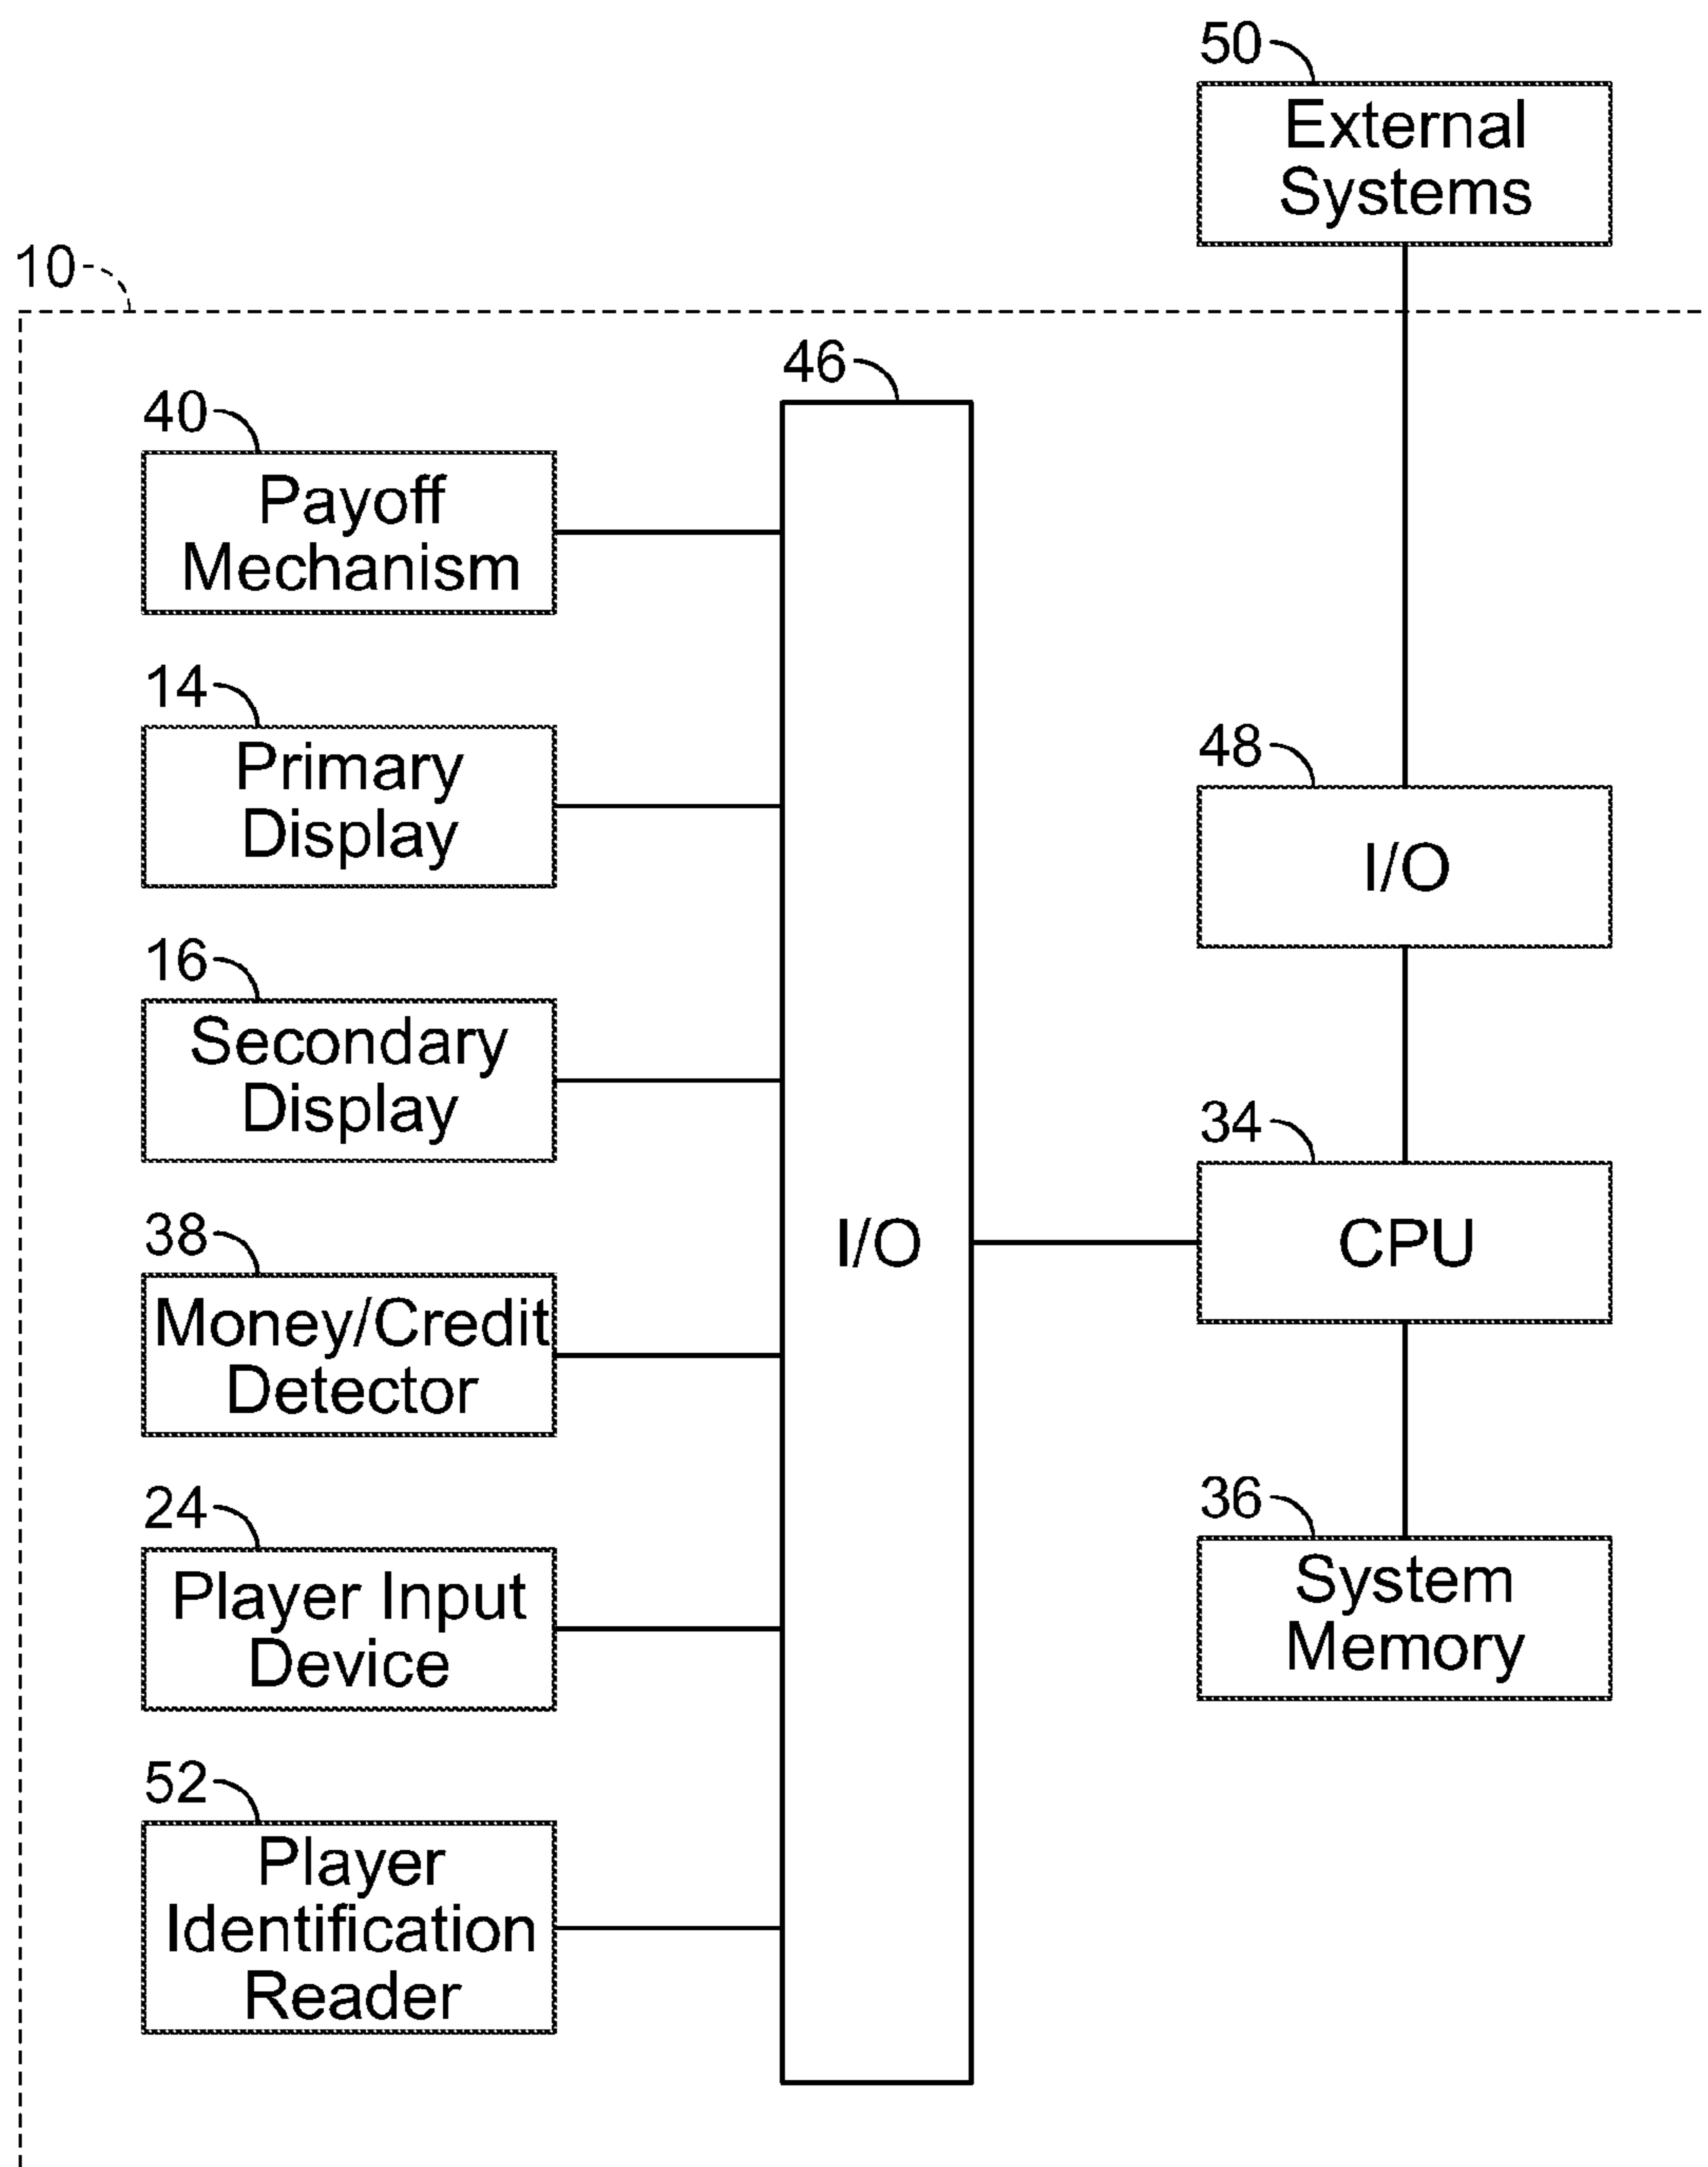 50
External
Systems
10
46
40
Payoff
Mechanism
14
Primary
Display
48
I/O
16
Secondary
Display
34
CPU
38
Money/Credit
Detector
I/O
24
Player Input
Device
36
System
Memory
52
Player
Identification
Reader